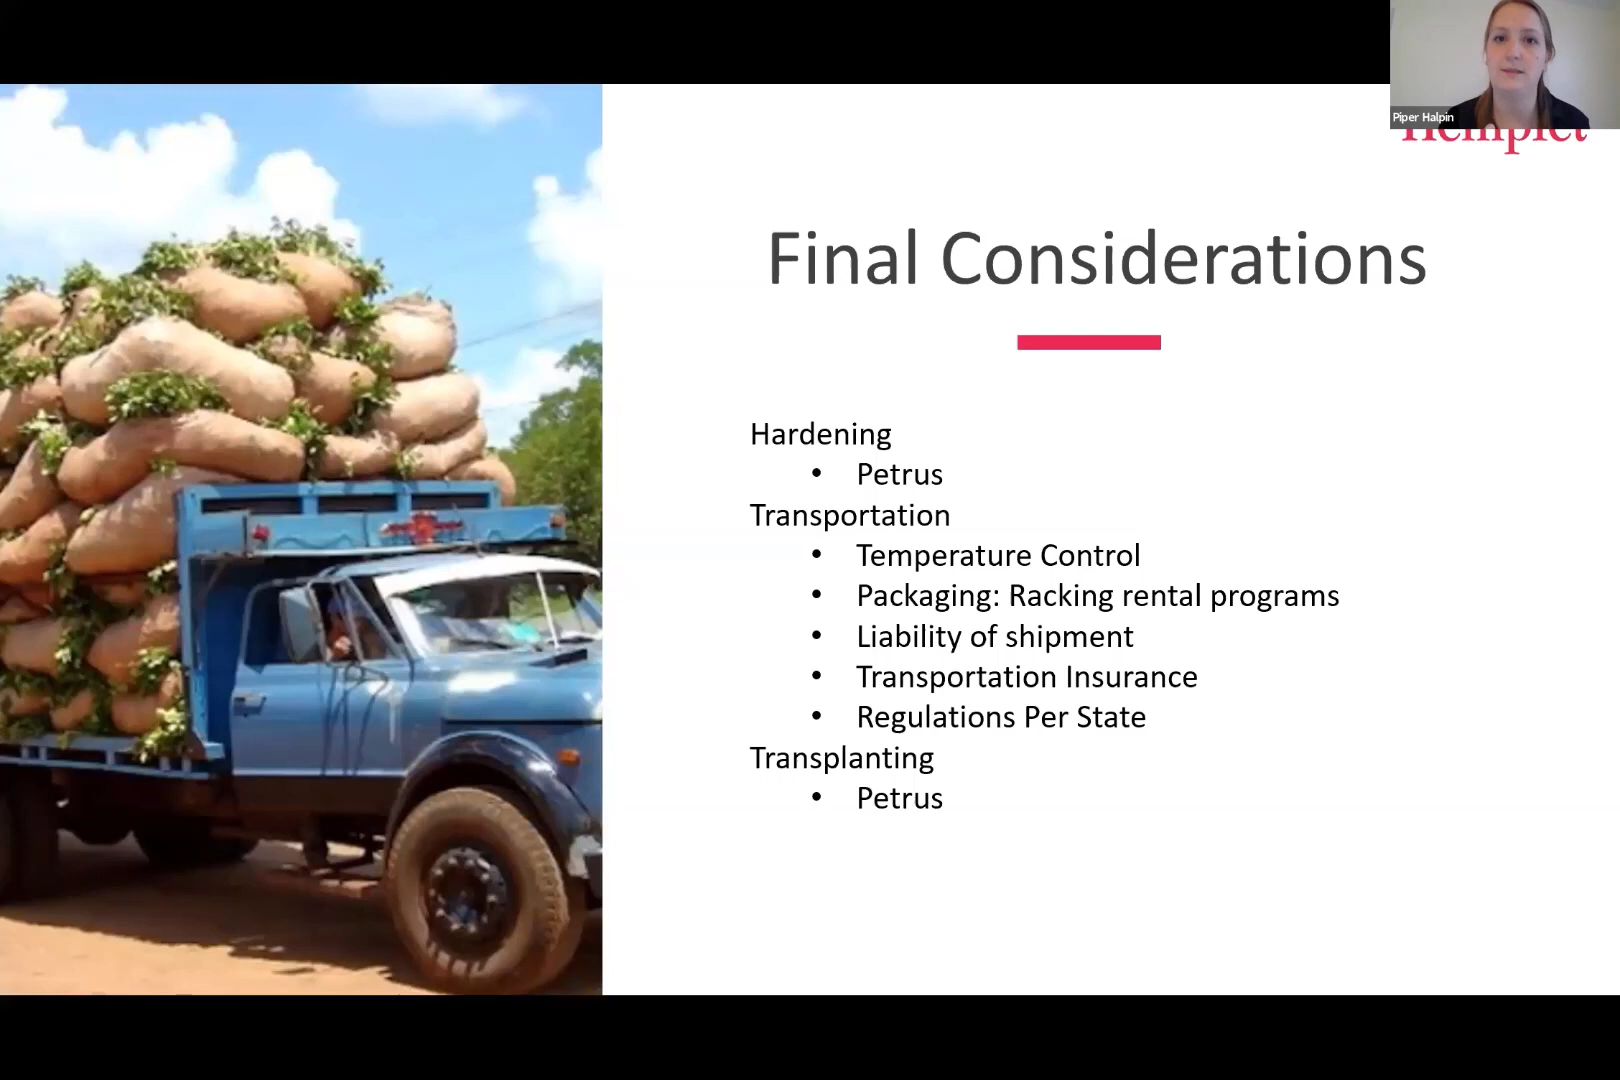 Piper Halpin
Final Considerations
Hardening
• Petrus
Transportation
• Temperature Control
• Packaging: Racking rental programs
• Liability of shipment
• Transportation Insurance
• Regulations Per State
Transplanting
• Petrus